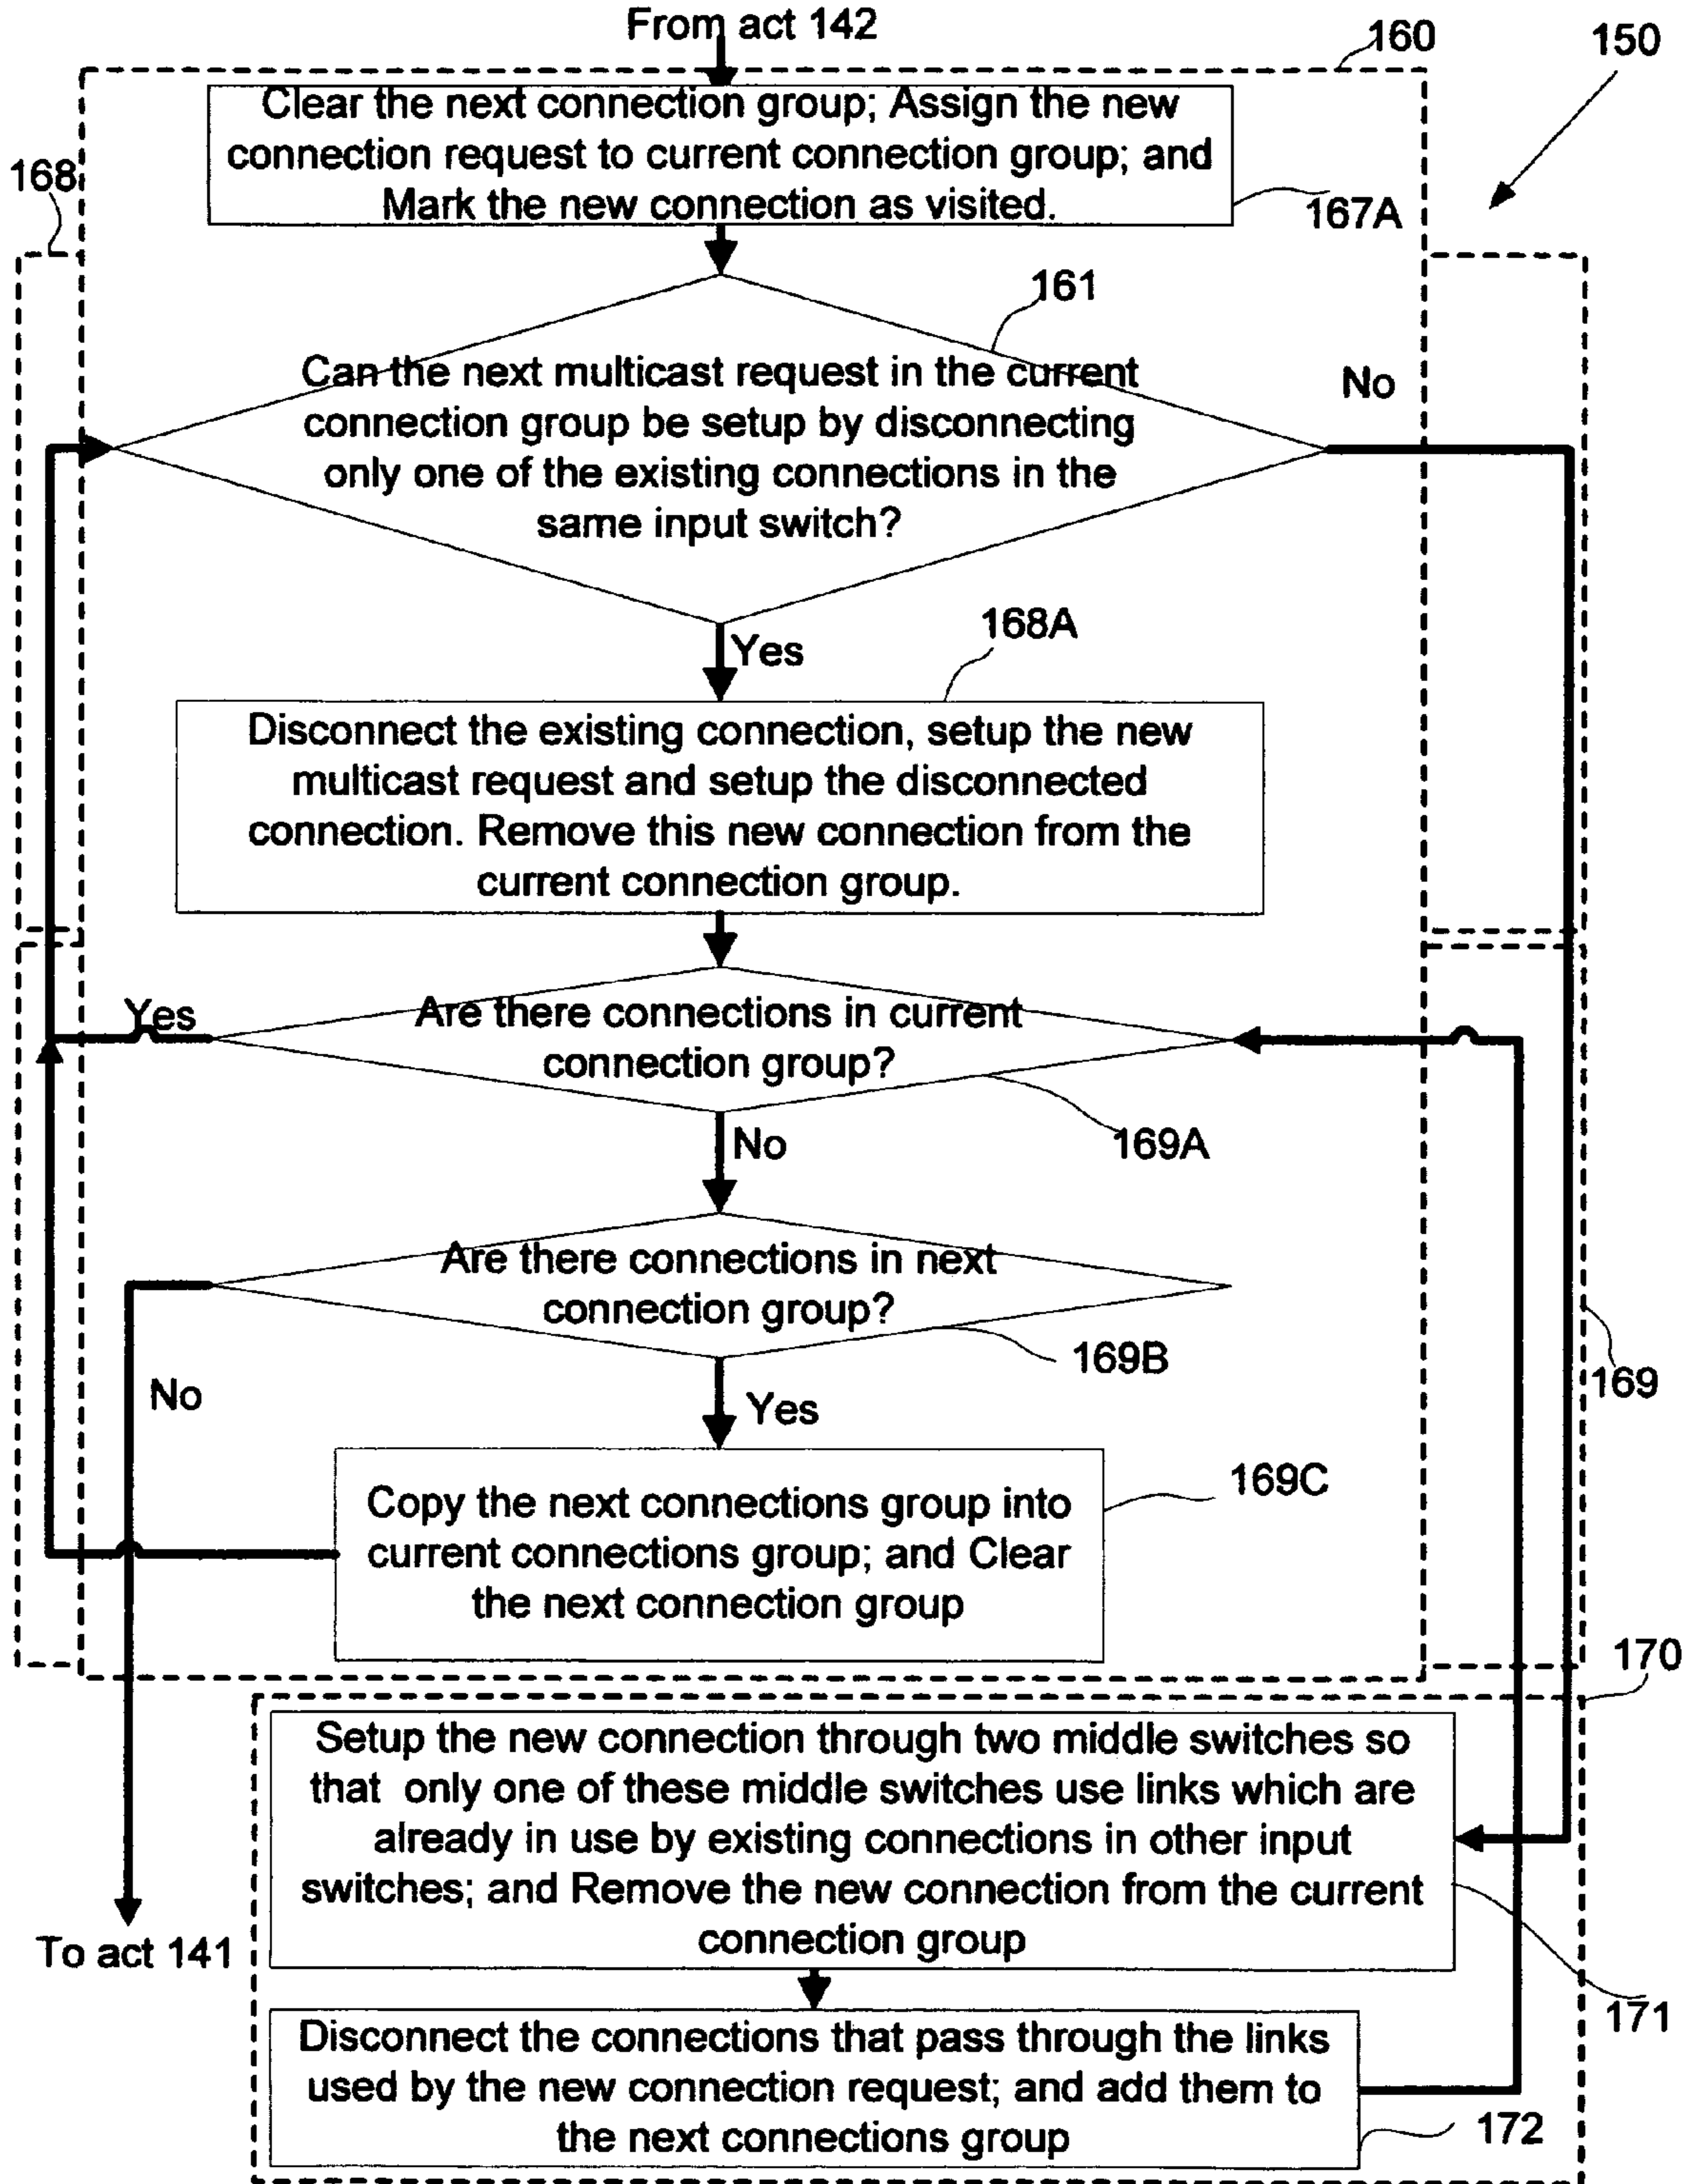 From act 142
160
150
Clear the next connection group; Assign the new
connection request to current connection group; and
Mark the new connection as visited.
168
167A
161
Can the next multicast request in the current
connection group be setup by disconnecting
only one of the existing connections in the
same input switch?
No
Yes
168A
Disconnect the existing connection, setup the new
multicast request and setup the disconnected
connection. Remove this new connection from the
current connection group.
Yes
Are there connections in current
connection group?
169A
No
Are there connections in next
connection group?
169B
169
No
Yes
169C
Copy the next connections group into
current connections group; and Clear
the next connection group
170
Setup the new connection through two middle switches so
that only one of these middle switches use links which are
already in use by existing connections in other input
switches; and Remove the new connection from the current
connection group
To act 141
171
Disconnect the connections that pass through the links
used by the new connection request; and add them to
the next connections group
172